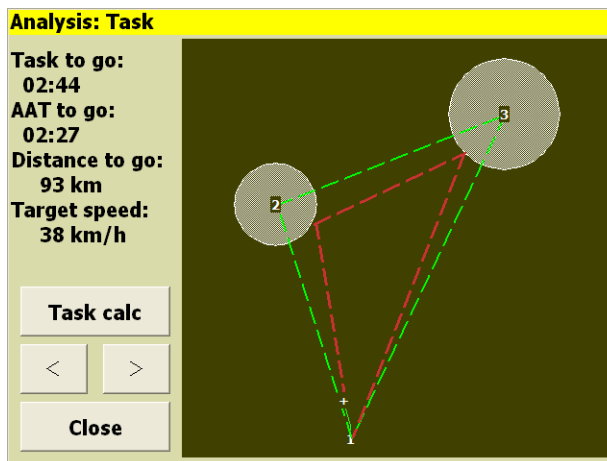 Analysis: Task
Task to go:
02:44
AAT to go:
02:27
Distance to go:
93 km
Target speed:
38 km/h
Task calc
< >
Close
3
2
1